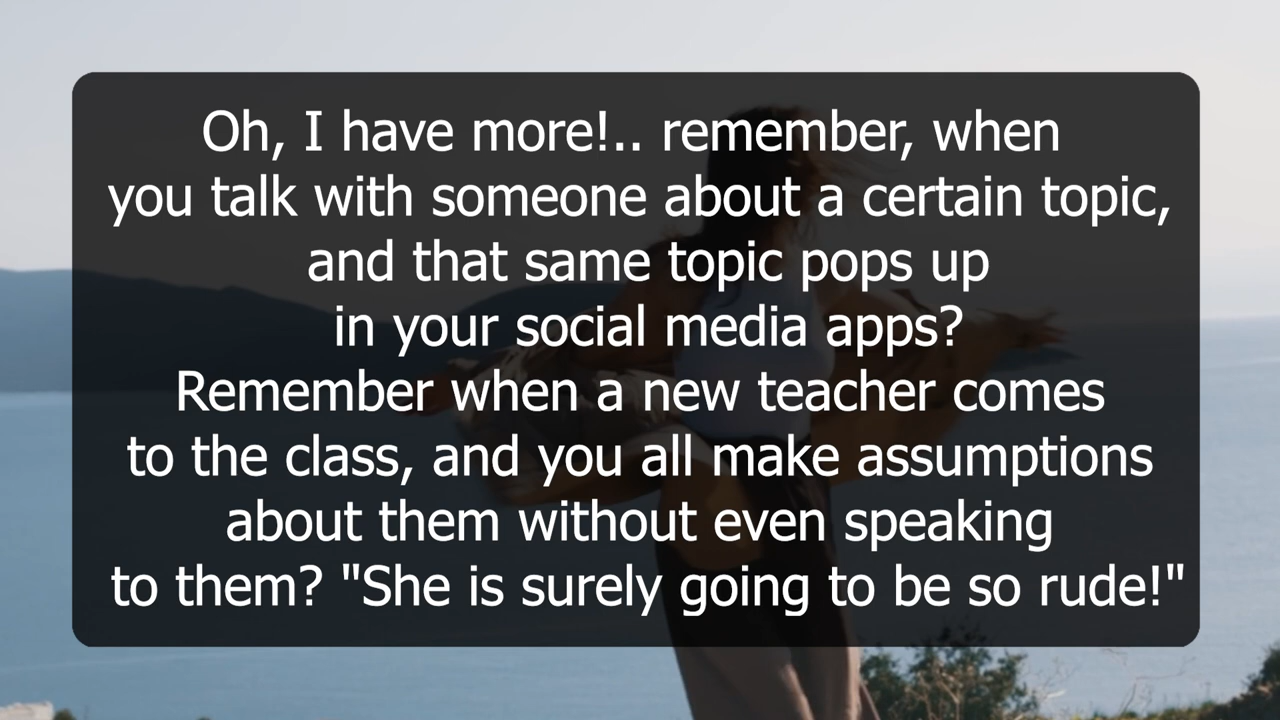 Oh, I have more!.. remember, when
you talk with someone about a certain topic,
and that same topic pops up
in your social media apps?
Remember when a new teacher comes
to the class, and you all make assumptions
about them without even speaking
to them? "She is surely going to be so rude!"